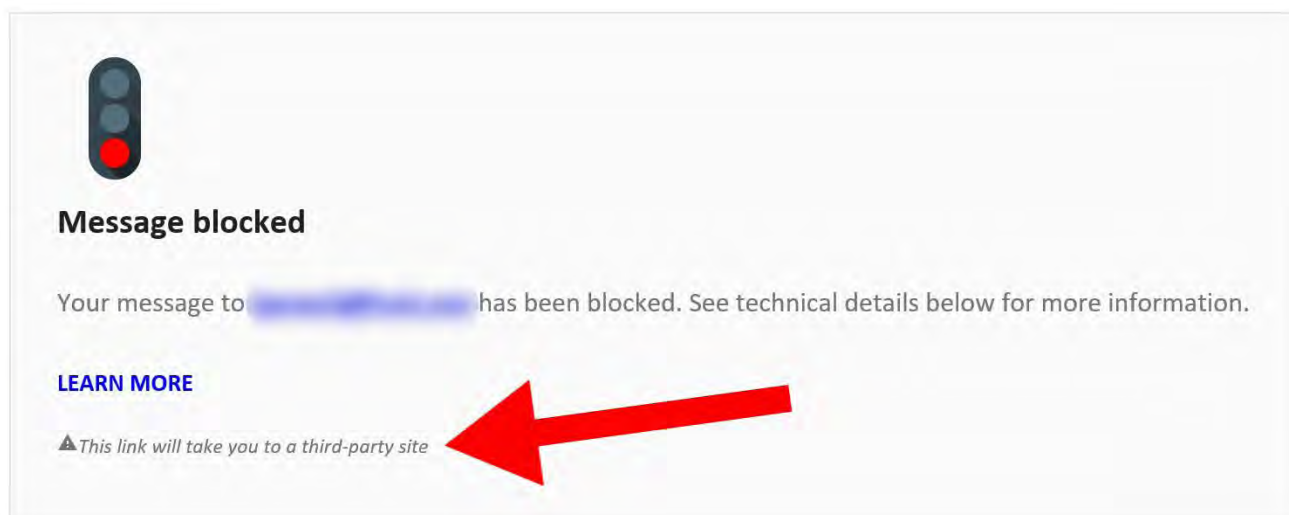 Message blocked
Your message to has been blocked. See technical details below for more information.
LEARN MORE
This link will take you to a third-party site